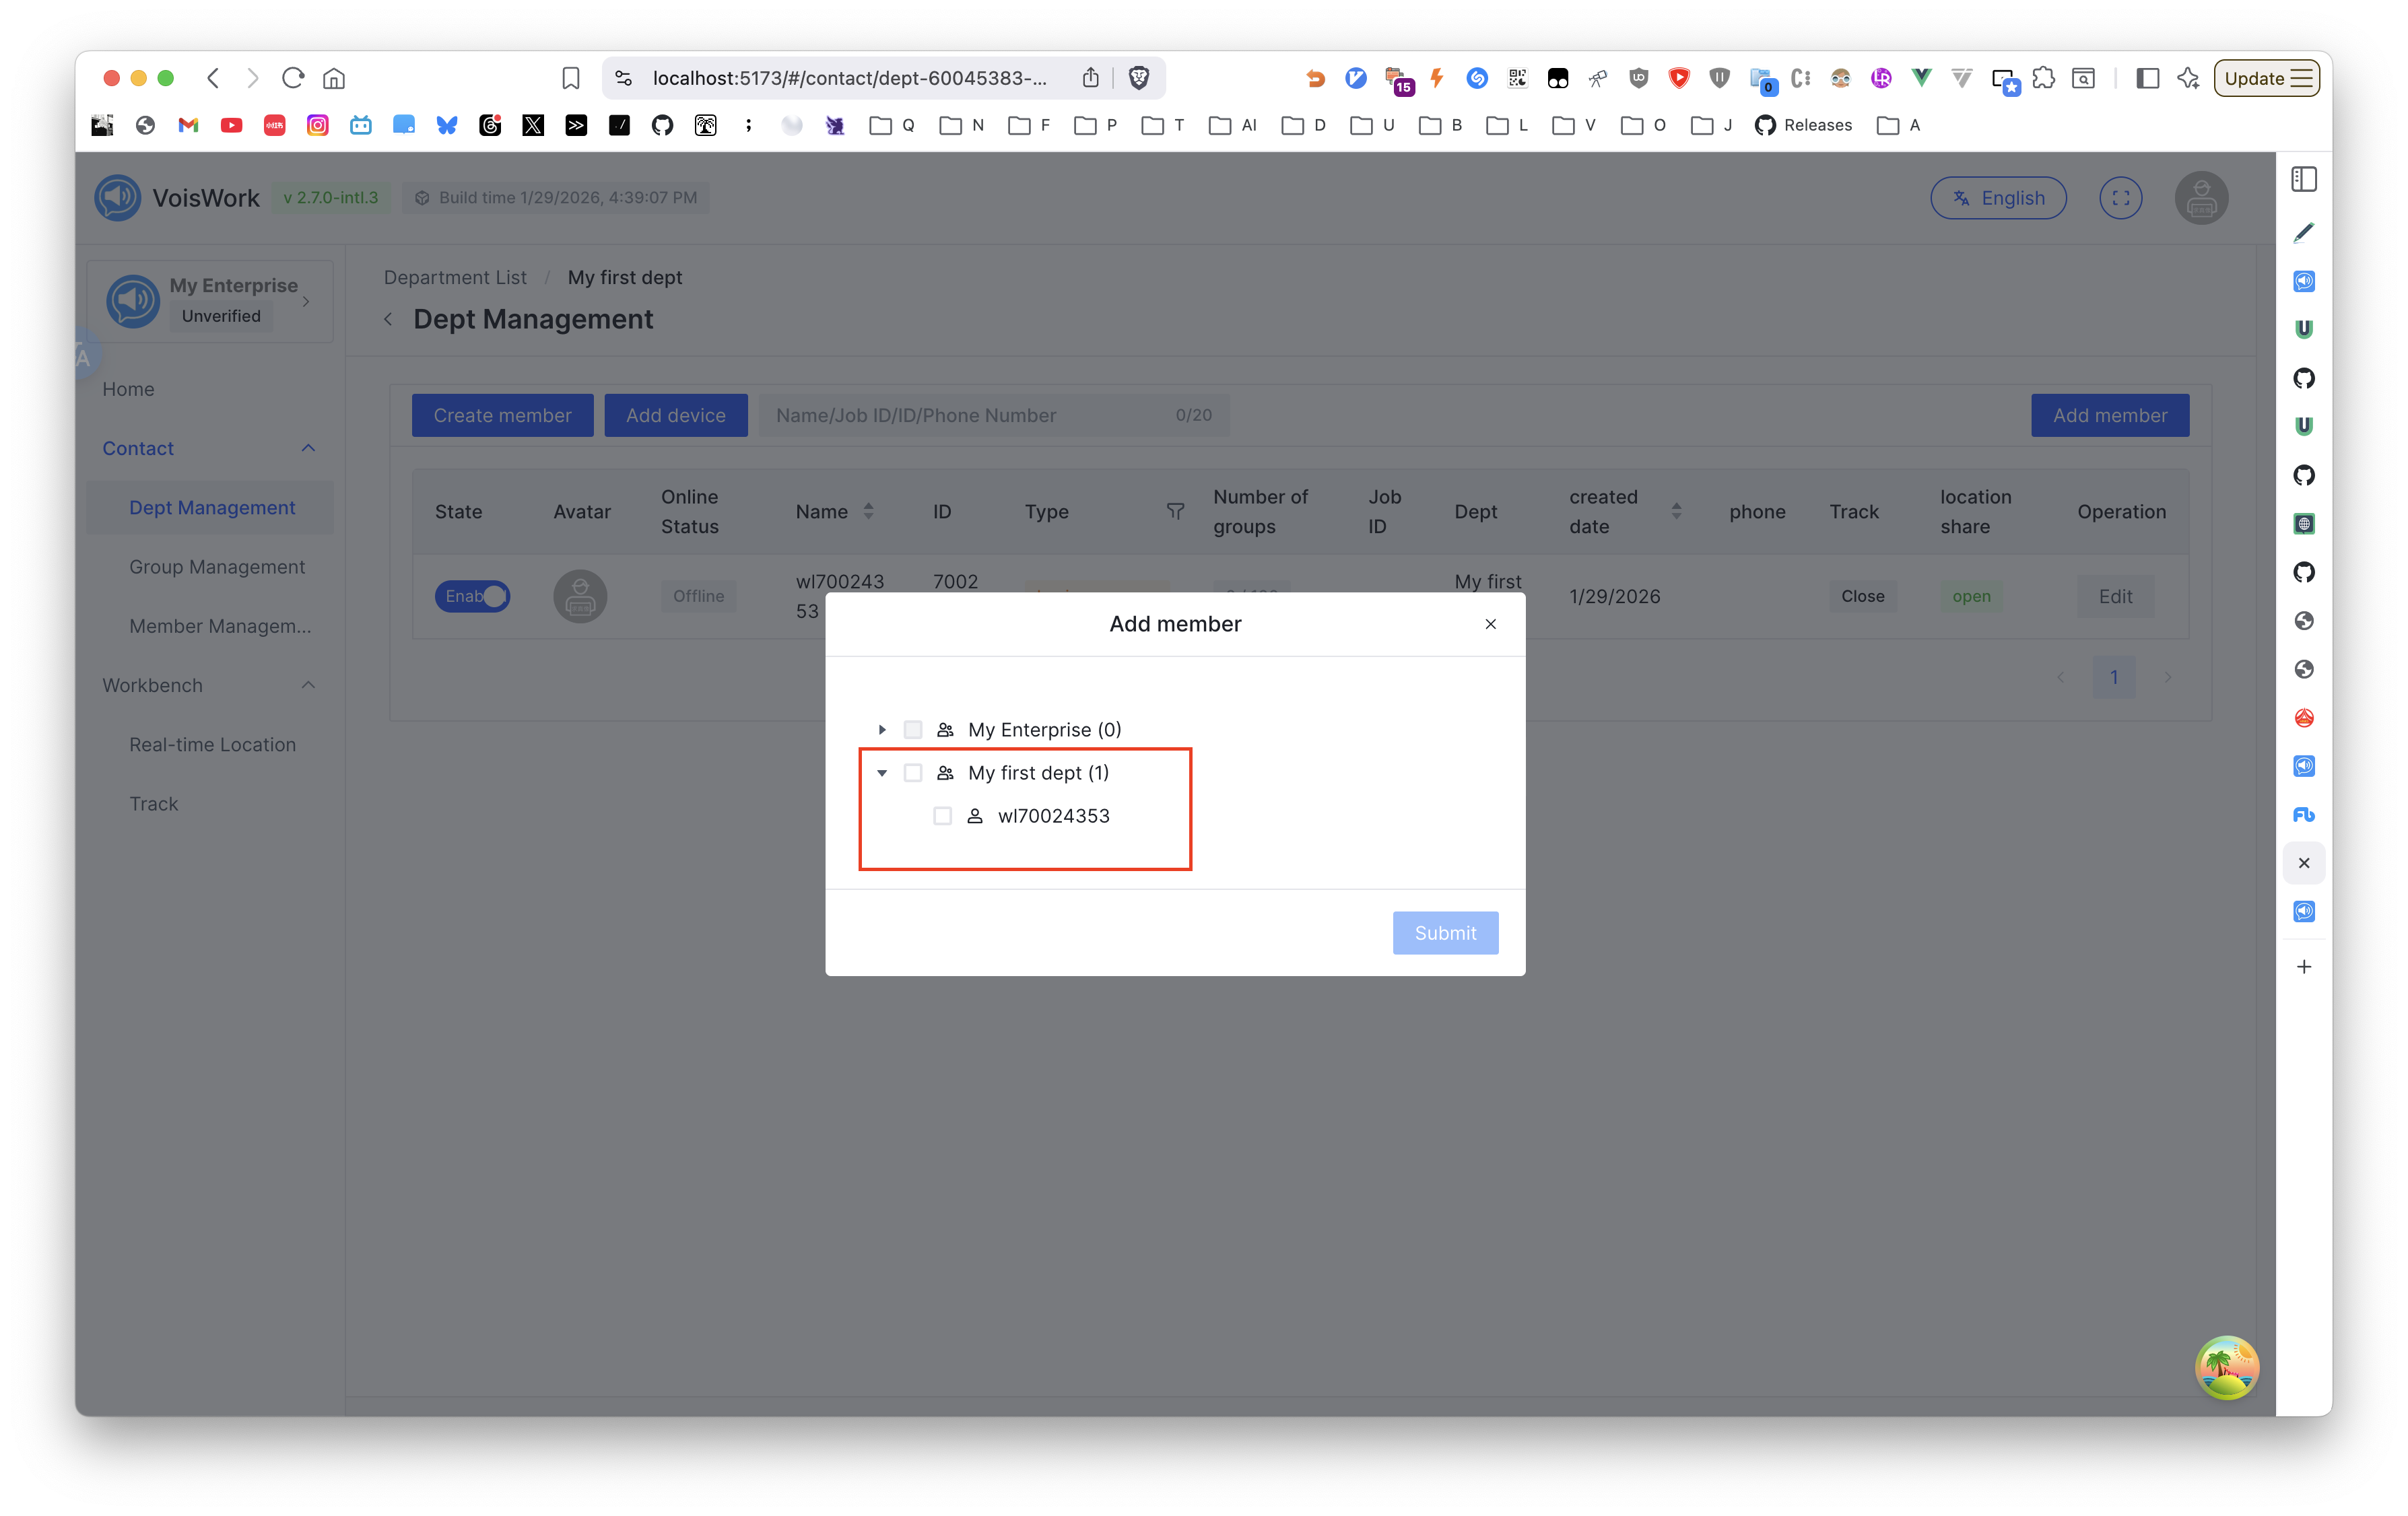 localhost:5173/#/contact/dept-60045383-...
15
0
Update
Q
N
F
P
T
AI
D
U
B
L
V
O
J
Releases
A
VoisWork
v 2.7.0-intl.3
Build time 1/29/2026, 4:39:07 PM
English
My Enterprise
Unverified
Home
Contact
Dept Management
Group Management
Member Managem...
Workbench
Real-time Location
Track
Department List / My first dept
Dept Management
Create member
Add device
Name/Job ID/ID/Phone Number
0/20
Add member
State
Avatar
Online
Status
Name
ID
Type
Number of
groups
Job
ID
Dept
created
date
phone
Track
location
share
Operation
Enab
Offline
wl700243
53
7002
My first
1/29/2026
Close
open
Edit
1
Add member
My Enterprise (0)
My first dept (1)
wl70024353
Submit